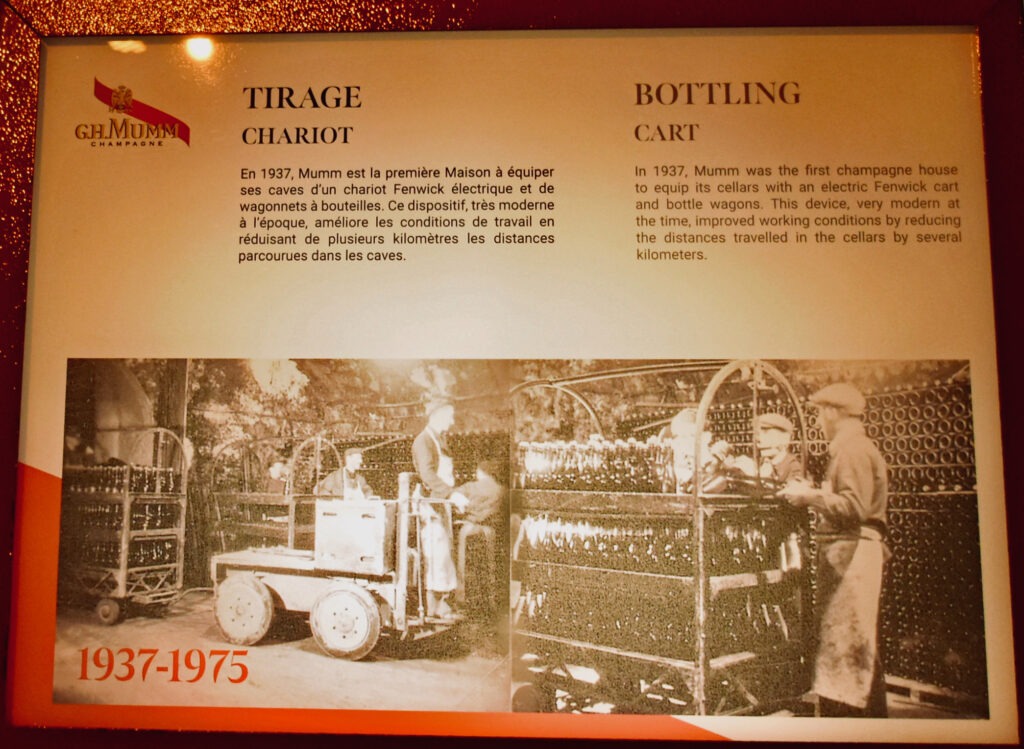 G.H.MUMM
CHAMPAGNE
TIRAGE
CHARIOT
En 1937, Mumm est la première Maison à équiper
ses caves d'un chariot Fenwick électrique et de
wagonnets à bouteilles. Ce dispositif, très moderne
à l'époque, améliore les conditions de travail en
réduisant de plusieurs kilomètres les distances
parcourues dans les caves.
BOTTLING
CART
In 1937, Mumm was the first champagne house
to equip its cellars with an electric Fenwick cart
and bottle wagons. This device, very modern at
the time, improved working conditions by reducing
the distances travelled in the cellars by several
kilometers.
1937-1975